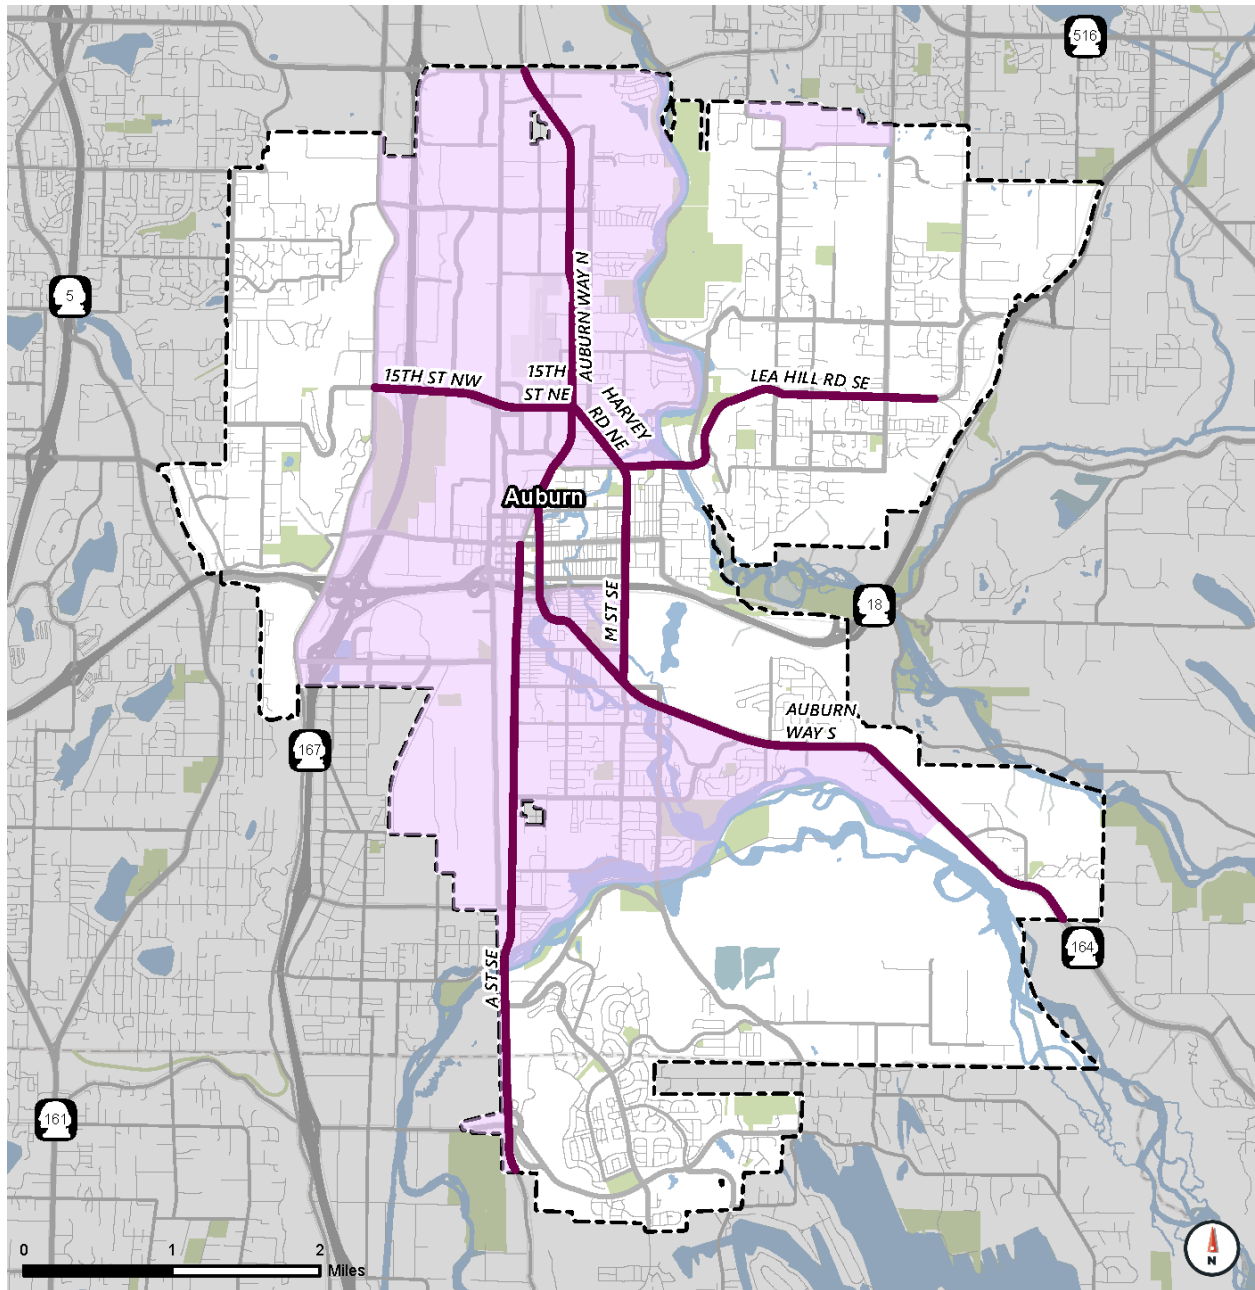 516
5
AUBURN WAY N
15TH ST NW
15TH
ST NE
HARVEY
RD NE
LEA HILL RD SE
Auburn
18
M ST SE
AUBURN
WAY S
167
164
A ST SE
161
0 1 2
Miles
N